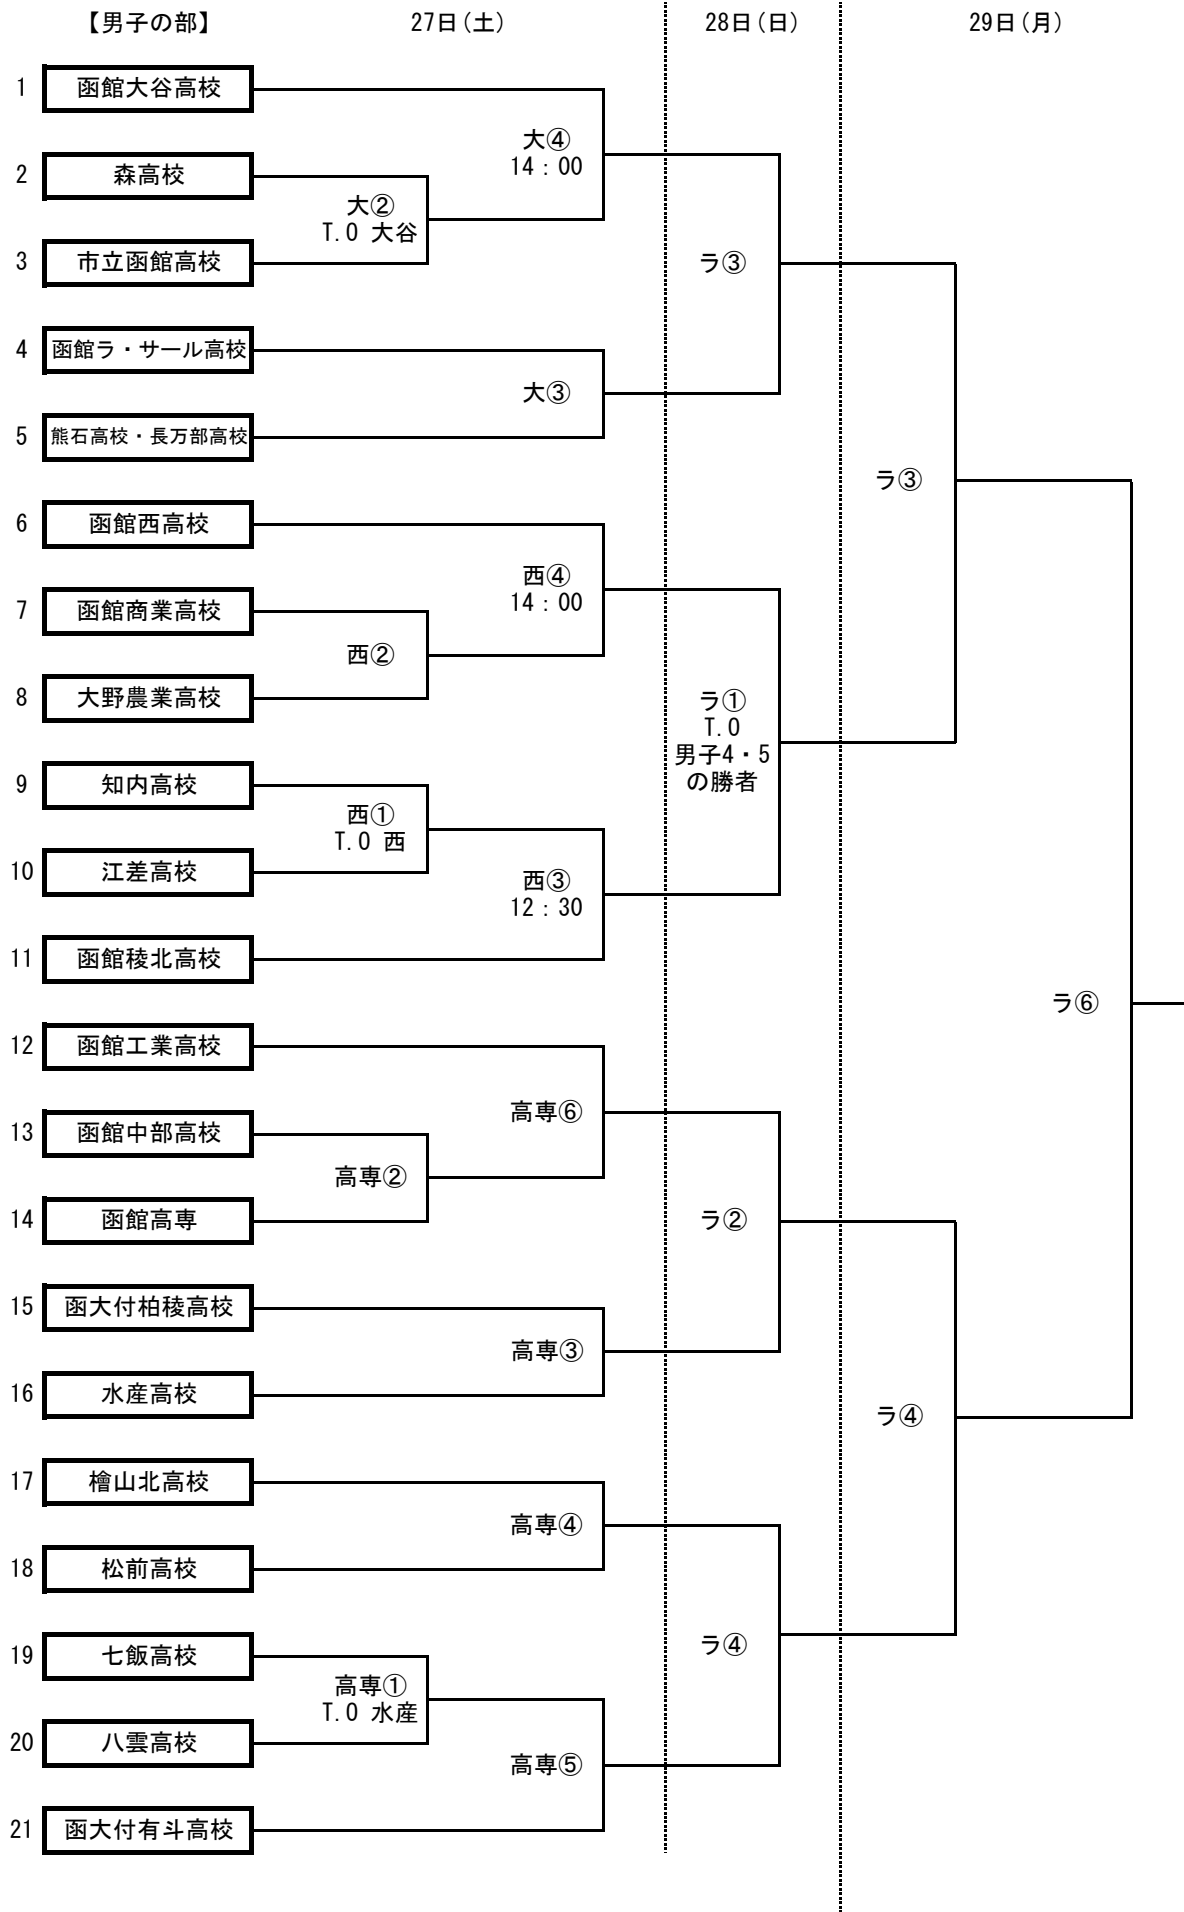 【男子の部】 27日(土) 28日(日) 29日(月)
1 函館大谷高校
大④
14：00
2 森高校
大②
T.O 大谷
3 市立函館高校
ラ③
4 函館ラ・サール高校
大③
5 熊石高校・長万部高校
ラ③
6 函館西高校
西④
14：00
7 函館商業高校
西②
8 大野農業高校
ラ①
T.O
男子4・5
の勝者
9 知内高校
西①
T.O 西
10 江差高校
西③
12：30
11 函館稜北高校
ラ⑥
12 函館工業高校
高専⑥
13 函館中部高校
高専②
14 函館高専
ラ②
15 函大付柏稜高校
高専③
16 水産高校
ラ④
17 檜山北高校
高専④
18 松前高校
ラ④
19 七飯高校
高専①
T.O 水産
20 八雲高校
高専⑤
21 函大付有斗高校